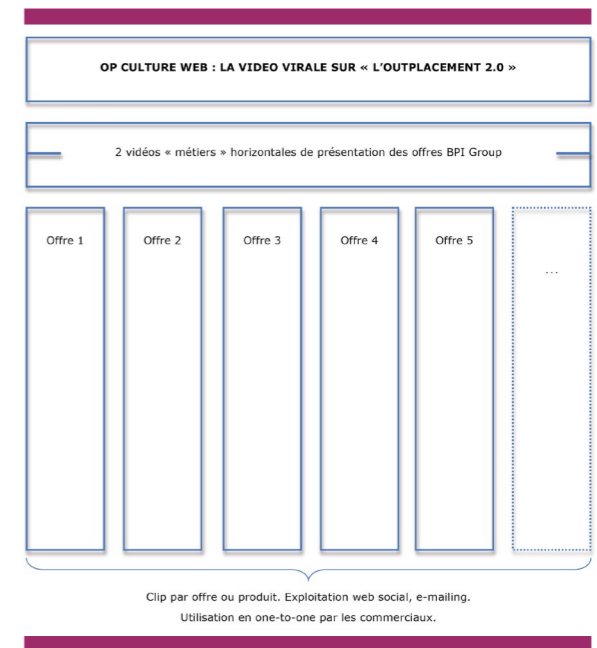 OP CULTURE WEB : LA VIDEO VIRALE SUR « L'OUTPLACEMENT 2.0 »
2 vidéos « métiers » horizontales de présentation des offres BPI Group
Offre 1
Offre 2
Offre 3
Offre 4
Offre 5
...
Clip par offre ou produit. Exploitation web social, e-mailing.
Utilisation en one-to-one par les commerciaux.